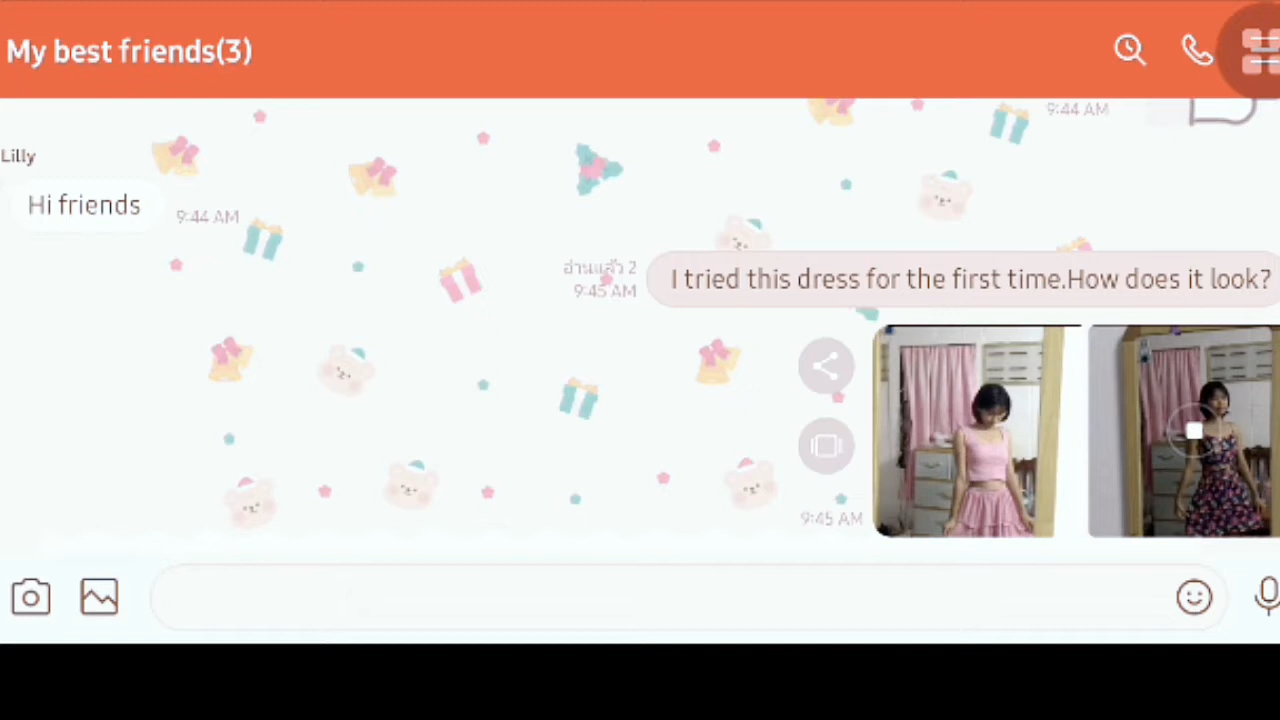 My best friends(3)
9:44 AM
Lilly
Hi friends
9:44 AM
อ่านแล้ว 2
9:45 AM
I tried this dress for the first time.How does it look?
9:45 AM